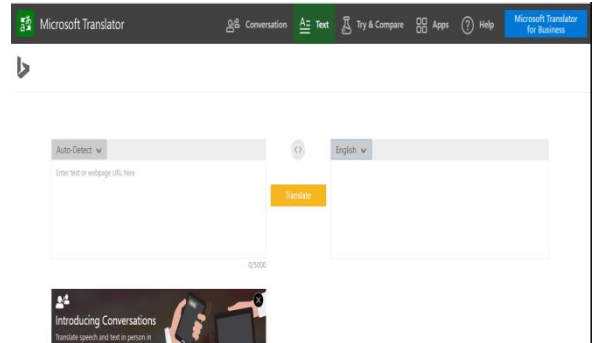 Microsoft Translator
Conversation
Text
Try & Compare
Apps
Help
Microsoft Translator
for Business
Auto-Detect
English
Enter text or webpage URL here
Translate
0/5000
Introducing Conversations
Translate speech and text in person in